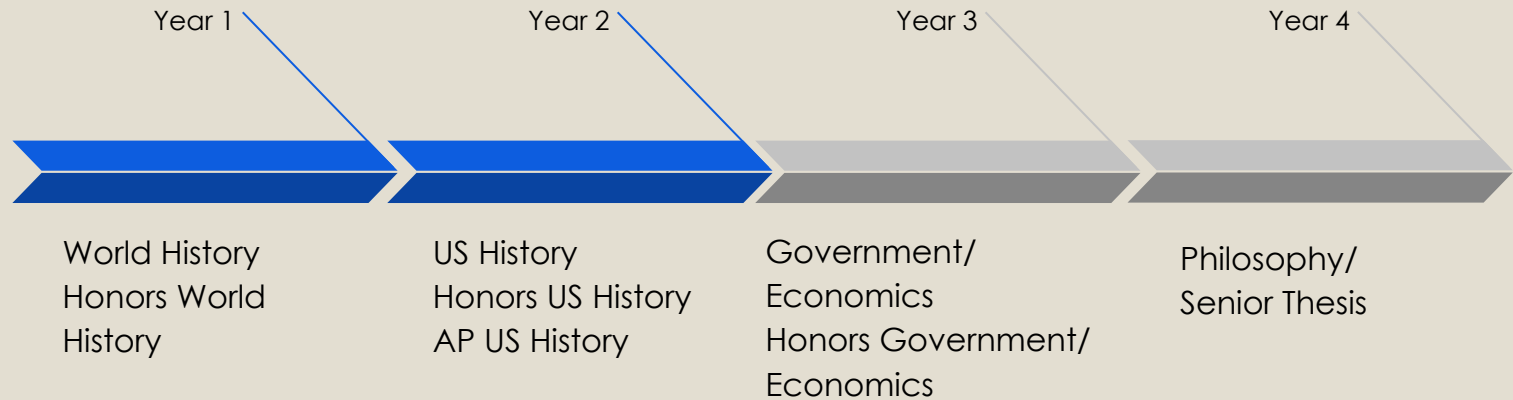 Year 1
Year 2
Year 3
Year 4
World History
Honors World
History
US History
Honors US History
AP US History
Government/
Economics
Honors Government/
Economics
Philosophy/
Senior Thesis